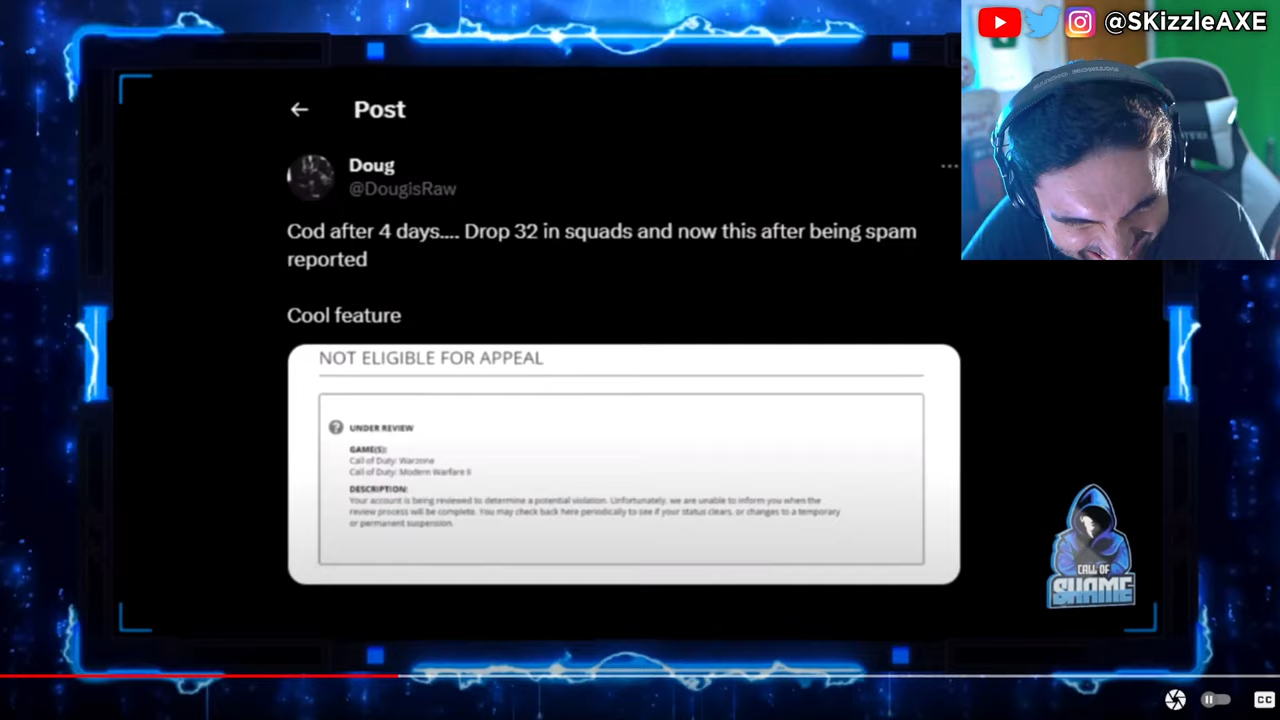 @SKizzleAXE
Post
Doug
@DougisRaw
Cod after 4 days.... Drop 32 in squads and now this after being spam
reported
Cool feature
NOT ELIGIBLE FOR APPEAL
UNDER REVIEW
GAME(S):
Call of Duty: Warzone
Call of Duty: Modern Warfare II
DESCRIPTION:
Your account is being reviewed to determine a potential violation. Unfortunately, we are unable to inform you when the
review process will be complete. You may check back here periodically to see if your status clears, or changes to a temporary
or permanent suspension.
CALL OF
SHAME
CC